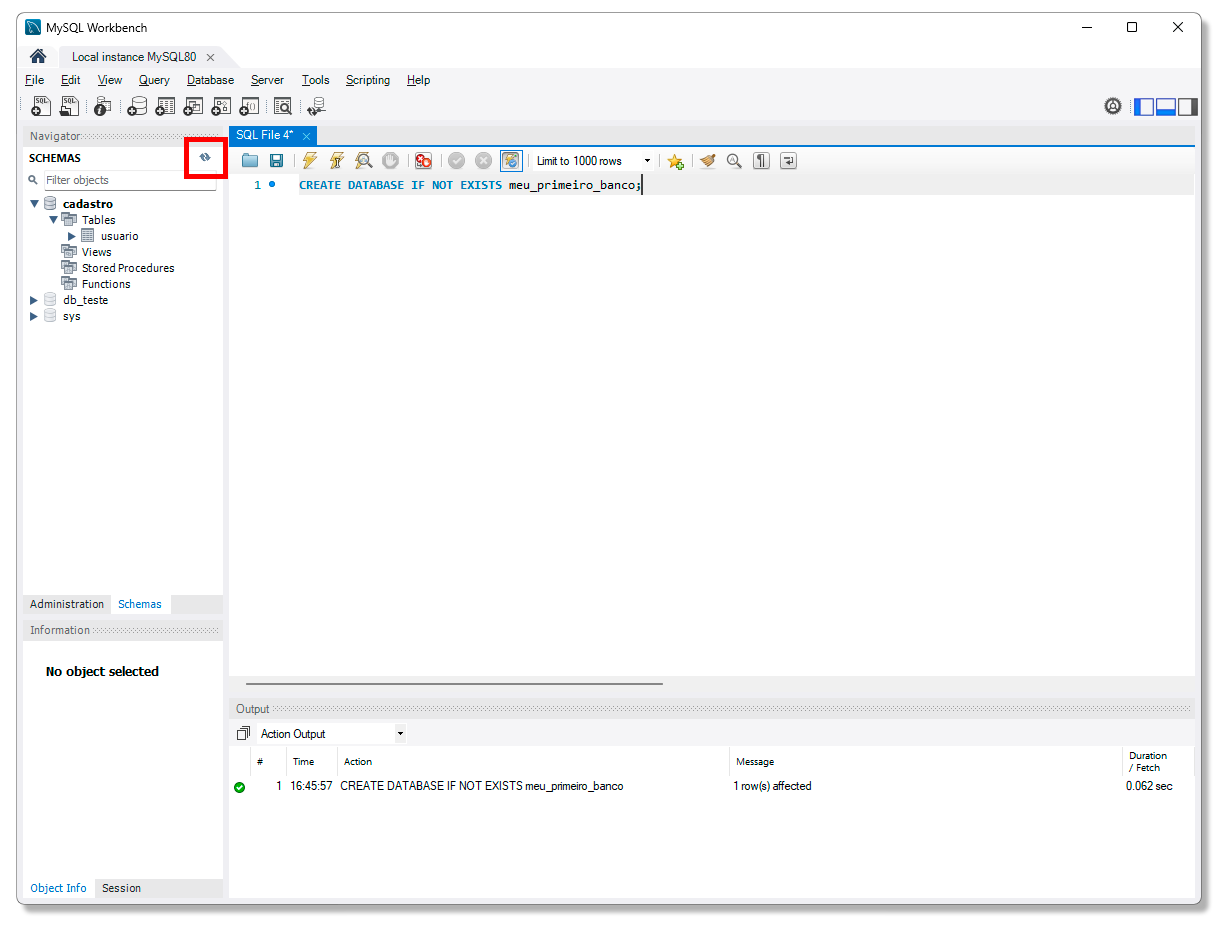 MySQL Workbench
Local instance MySQL80
File Edit View Query Database Server Tools Scripting Help
Navigator
SCHEMAS
Filter objects
cadastro
Tables
usuario
Views
Stored Procedures
Functions
db_teste
sys
Administration Schemas
Information
No object selected
Object Info Session
SQL File 4*
Limit to 1000 rows
1 CREATE DATABASE IF NOT EXISTS meu_primeiro_banco;
Output
Action Output
# Time Action Message Duration / Fetch
1 16:45:57 CREATE DATABASE IF NOT EXISTS meu_primeiro_banco 1 row(s) affected 0.062 sec